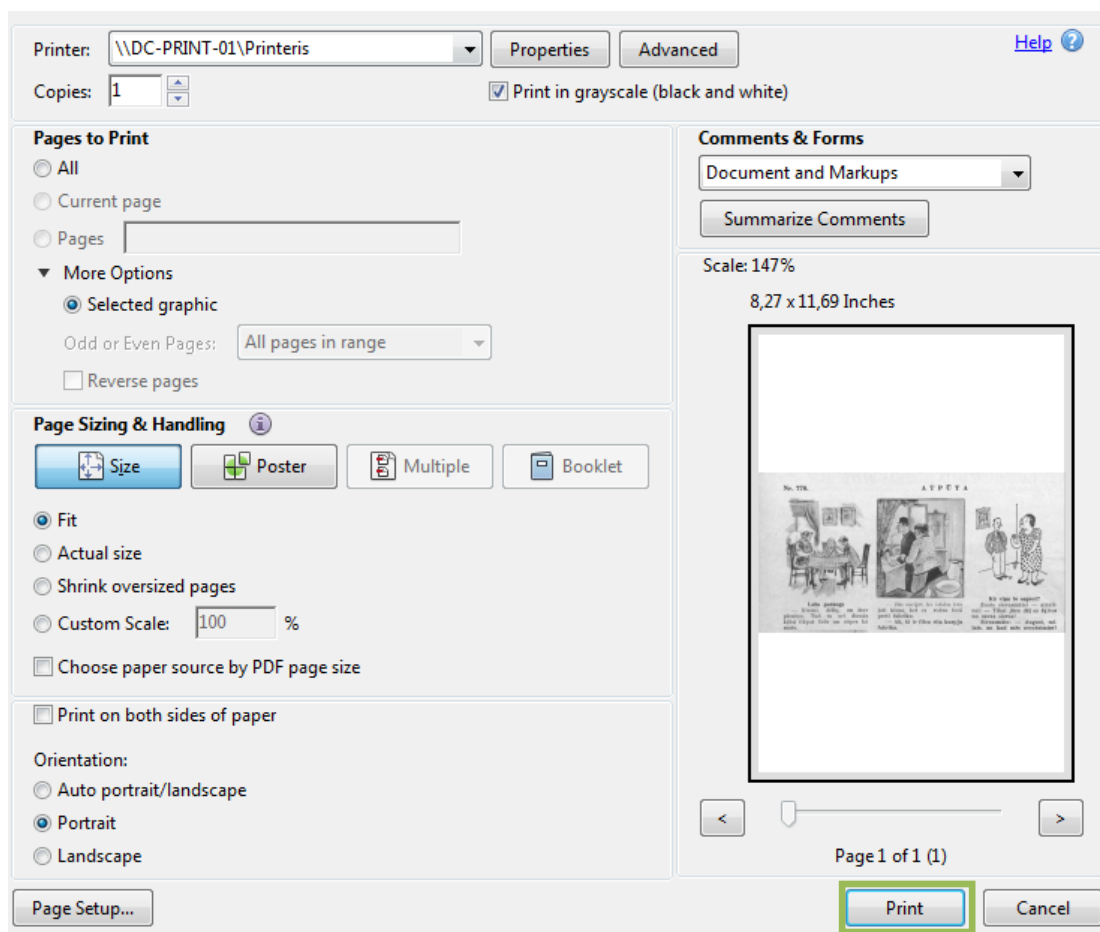 Printer: \\DC-PRINT-01\Printeris Properties Advanced Help
Copies: 1 Print in grayscale (black and white)
Pages to Print
All
Current page
Pages
More Options
Selected graphic
Odd or Even Pages: All pages in range
Reverse pages
Page Sizing & Handling
Size Poster Multiple Booklet
Fit
Actual size
Shrink oversized pages
Custom Scale: 100 %
Choose paper source by PDF page size
Print on both sides of paper
Orientation:
Auto portrait/landscape
Portrait
Landscape
Comments & Forms
Document and Markups
Summarize Comments
Scale: 147%
8,27 x 11,69 Inches
No. 778. ATPŪTA
< >
Page 1 of 1 (1)
Page Setup... Print Cancel